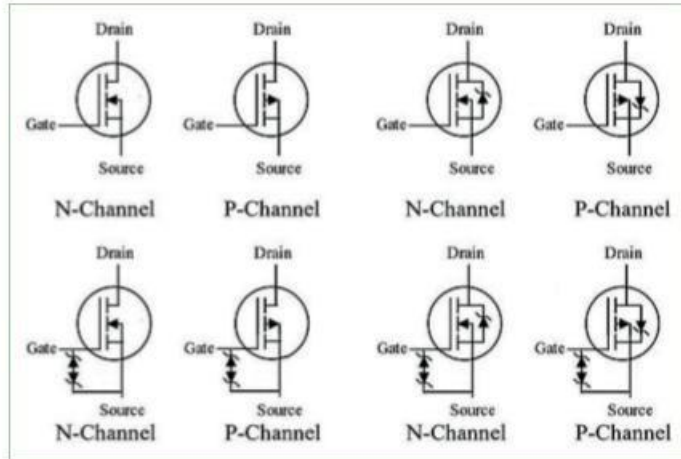 Drain Drain Drain Drain
Gate Gate Gate Gate
Source Source Source Source
N-Channel P-Channel N-Channel P-Channel
Drain Drain Drain Drain
Gate Gate Gate Gate
Source Source Source Source
N-Channel P-Channel N-Channel P-Channel